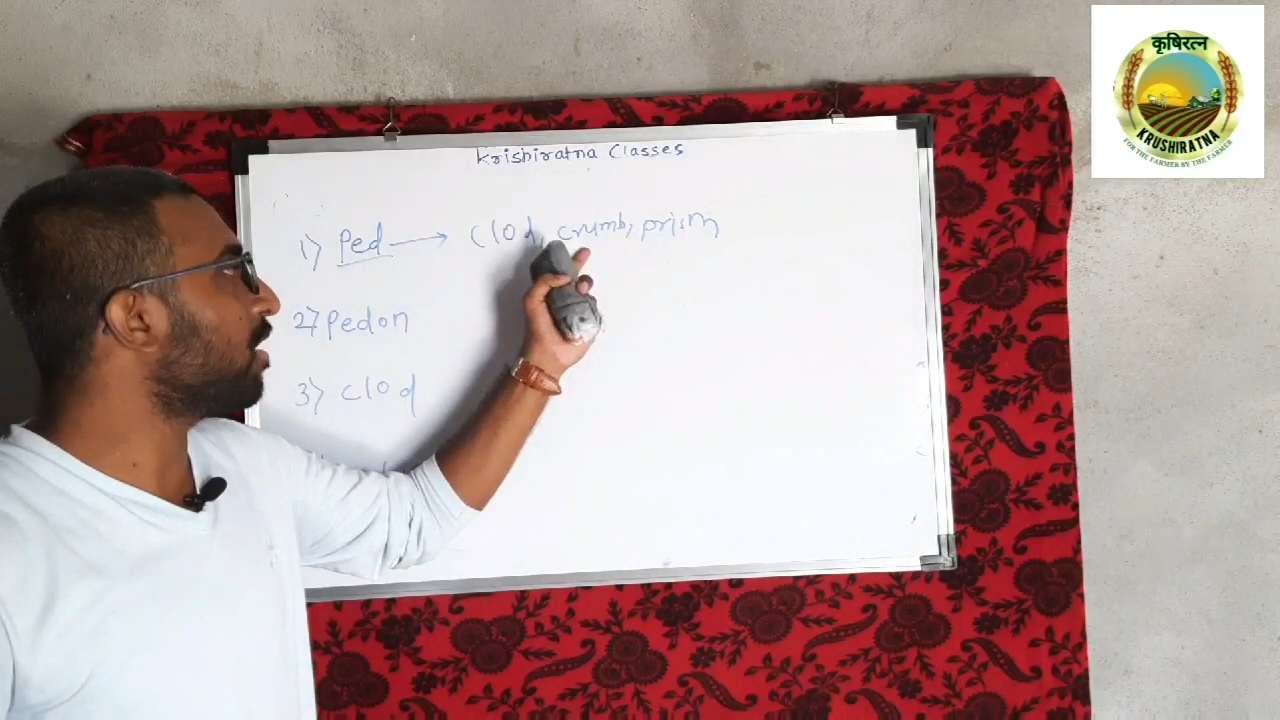 कृषिरत्न
KRUSHIRATNA
FOR THE FARMER BY THE FARMER
Krishiratna Classes
1) Ped → Clod, crumb, prism
2) Pedon
3) Clod